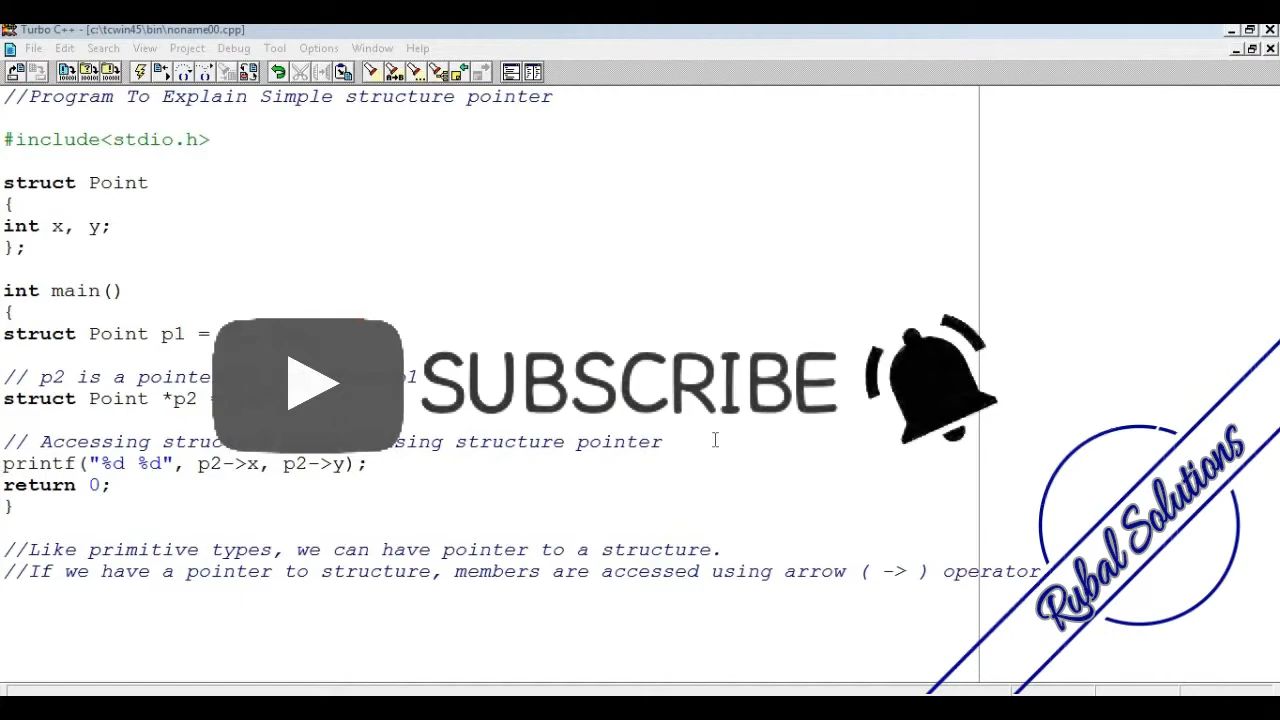 Turbo C++ - [c:\tcwin45\bin\noname00.cpp]
File Edit Search View Project Debug Tool Options Window Help
//Program To Explain Simple structure pointer
#include<stdio.h>
struct Point
{
int x, y;
};
int main()
{
struct Point p1 =
// p2 is a pointe p1
struct Point *p2 =
SUBSCRIBE
// Accessing struc using structure pointer
printf("%d %d", p2->x, p2->y);
return 0;
}
//Like primitive types, we can have pointer to a structure.
//If we have a pointer to structure, members are accessed using arrow ( -> ) operator
Rubal Solutions